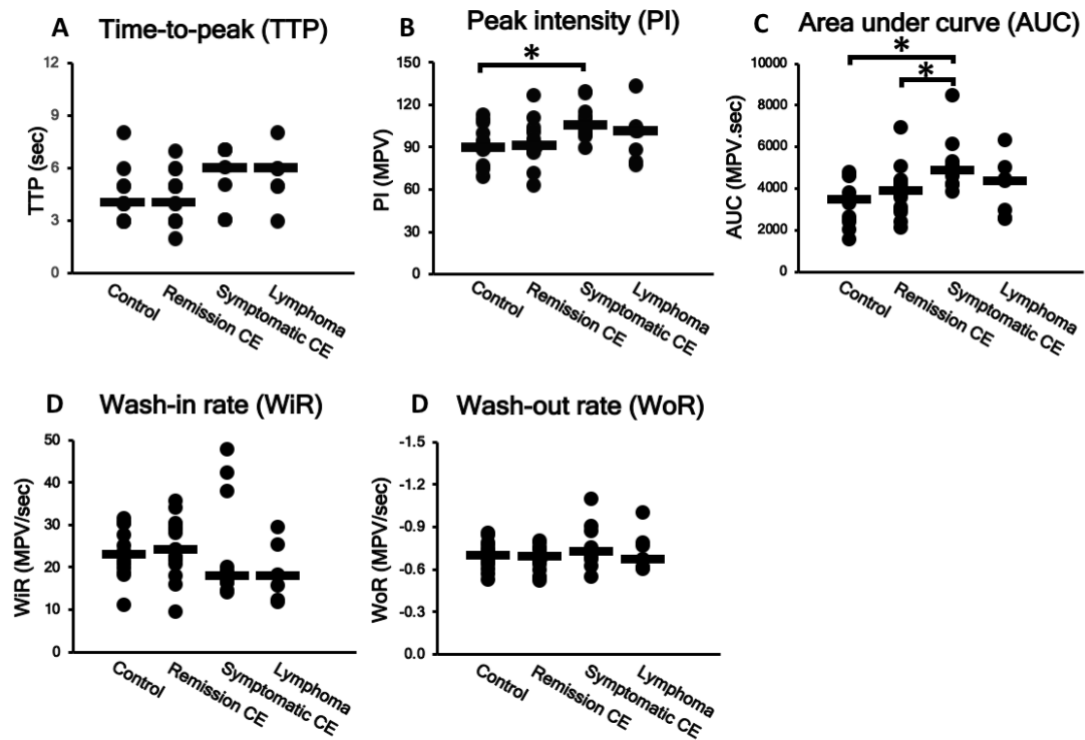 A Time-to-peak (TTP)
TTP (sec)
12
9
6
3
0
Control
Remission CE
Symptomatic CE
Lymphoma
B Peak intensity (PI)
*
PI (MPV)
150
120
90
60
30
0
Control
Remission CE
Symptomatic CE
Lymphoma
C Area under curve (AUC)
*
*
AUC (MPV.sec)
10000
8000
6000
4000
2000
0
Control
Remission CE
Symptomatic CE
Lymphoma
D Wash-in rate (WiR)
WiR (MPV/sec)
50
40
30
20
10
0
Control
Remission CE
Symptomatic CE
Lymphoma
D Wash-out rate (WoR)
WoR (MPV/sec)
-1.5
-1.2
-0.9
-0.6
-0.3
0.0
Control
Remission CE
Symptomatic CE
Lymphoma